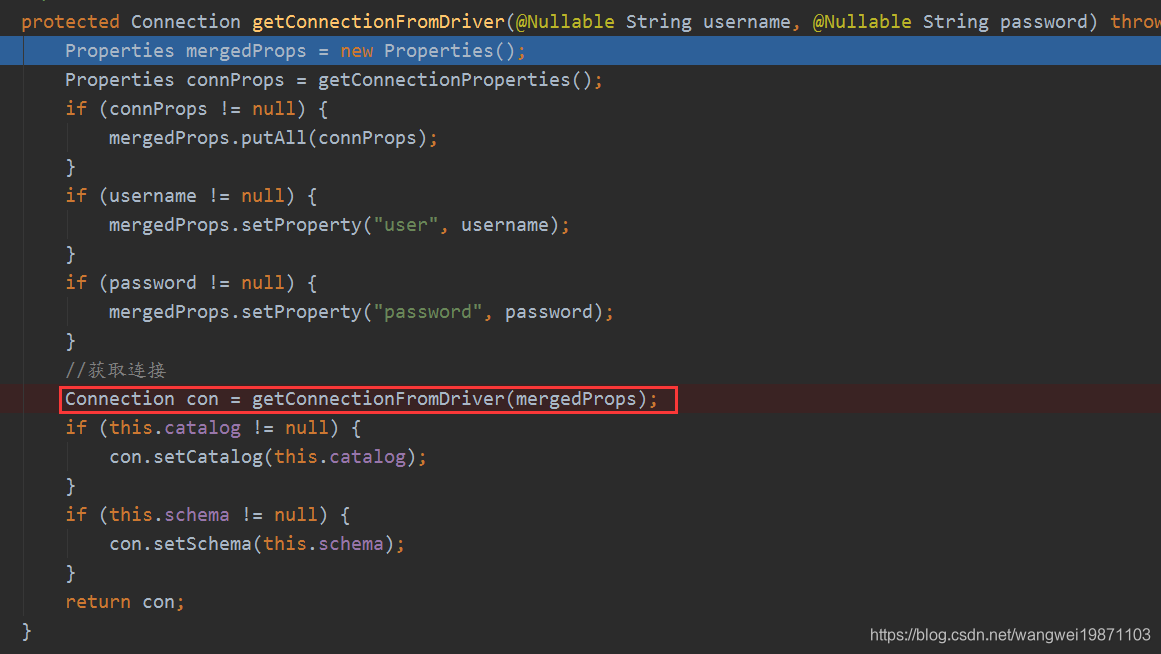 protected Connection getConnectionFromDriver(@Nullable String username, @Nullable String password) throw
    Properties mergedProps = new Properties();
    Properties connProps = getConnectionProperties();
    if (connProps != null) {
        mergedProps.putAll(connProps);
    }
    if (username != null) {
        mergedProps.setProperty("user", username);
    }
    if (password != null) {
        mergedProps.setProperty("password", password);
    }
    //获取连接
    Connection con = getConnectionFromDriver(mergedProps);
    if (this.catalog != null) {
        con.setCatalog(this.catalog);
    }
    if (this.schema != null) {
        con.setSchema(this.schema);
    }
    return con;
}
https://blog.csdn.net/wangwei19871103